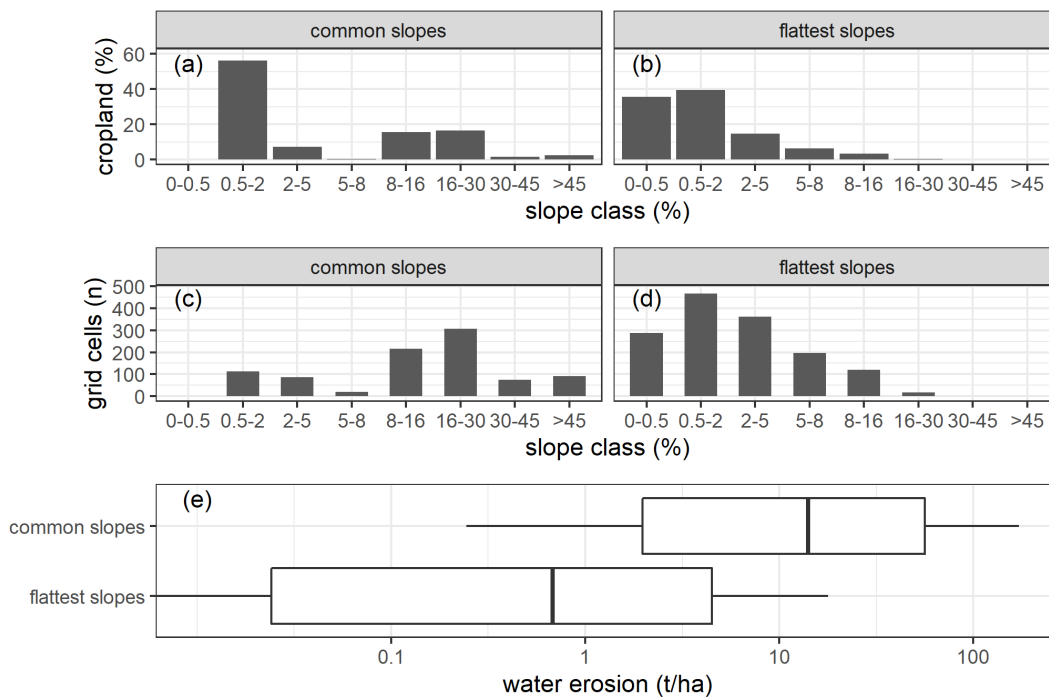 common slopes
flattest slopes
cropland (%)
60
40
20
0
(a)
(b)
0-0.5 0.5-2 2-5 5-8 8-16 16-30 30-45 >45
0-0.5 0.5-2 2-5 5-8 8-16 16-30 30-45 >45
slope class (%)
common slopes
flattest slopes
grid cells (n)
500
400
300
200
100
0
(c)
(d)
0-0.5 0.5-2 2-5 5-8 8-16 16-30 30-45 >45
0-0.5 0.5-2 2-5 5-8 8-16 16-30 30-45 >45
slope class (%)
(e)
common slopes
flattest slopes
0.1 1 10 100
water erosion (t/ha)